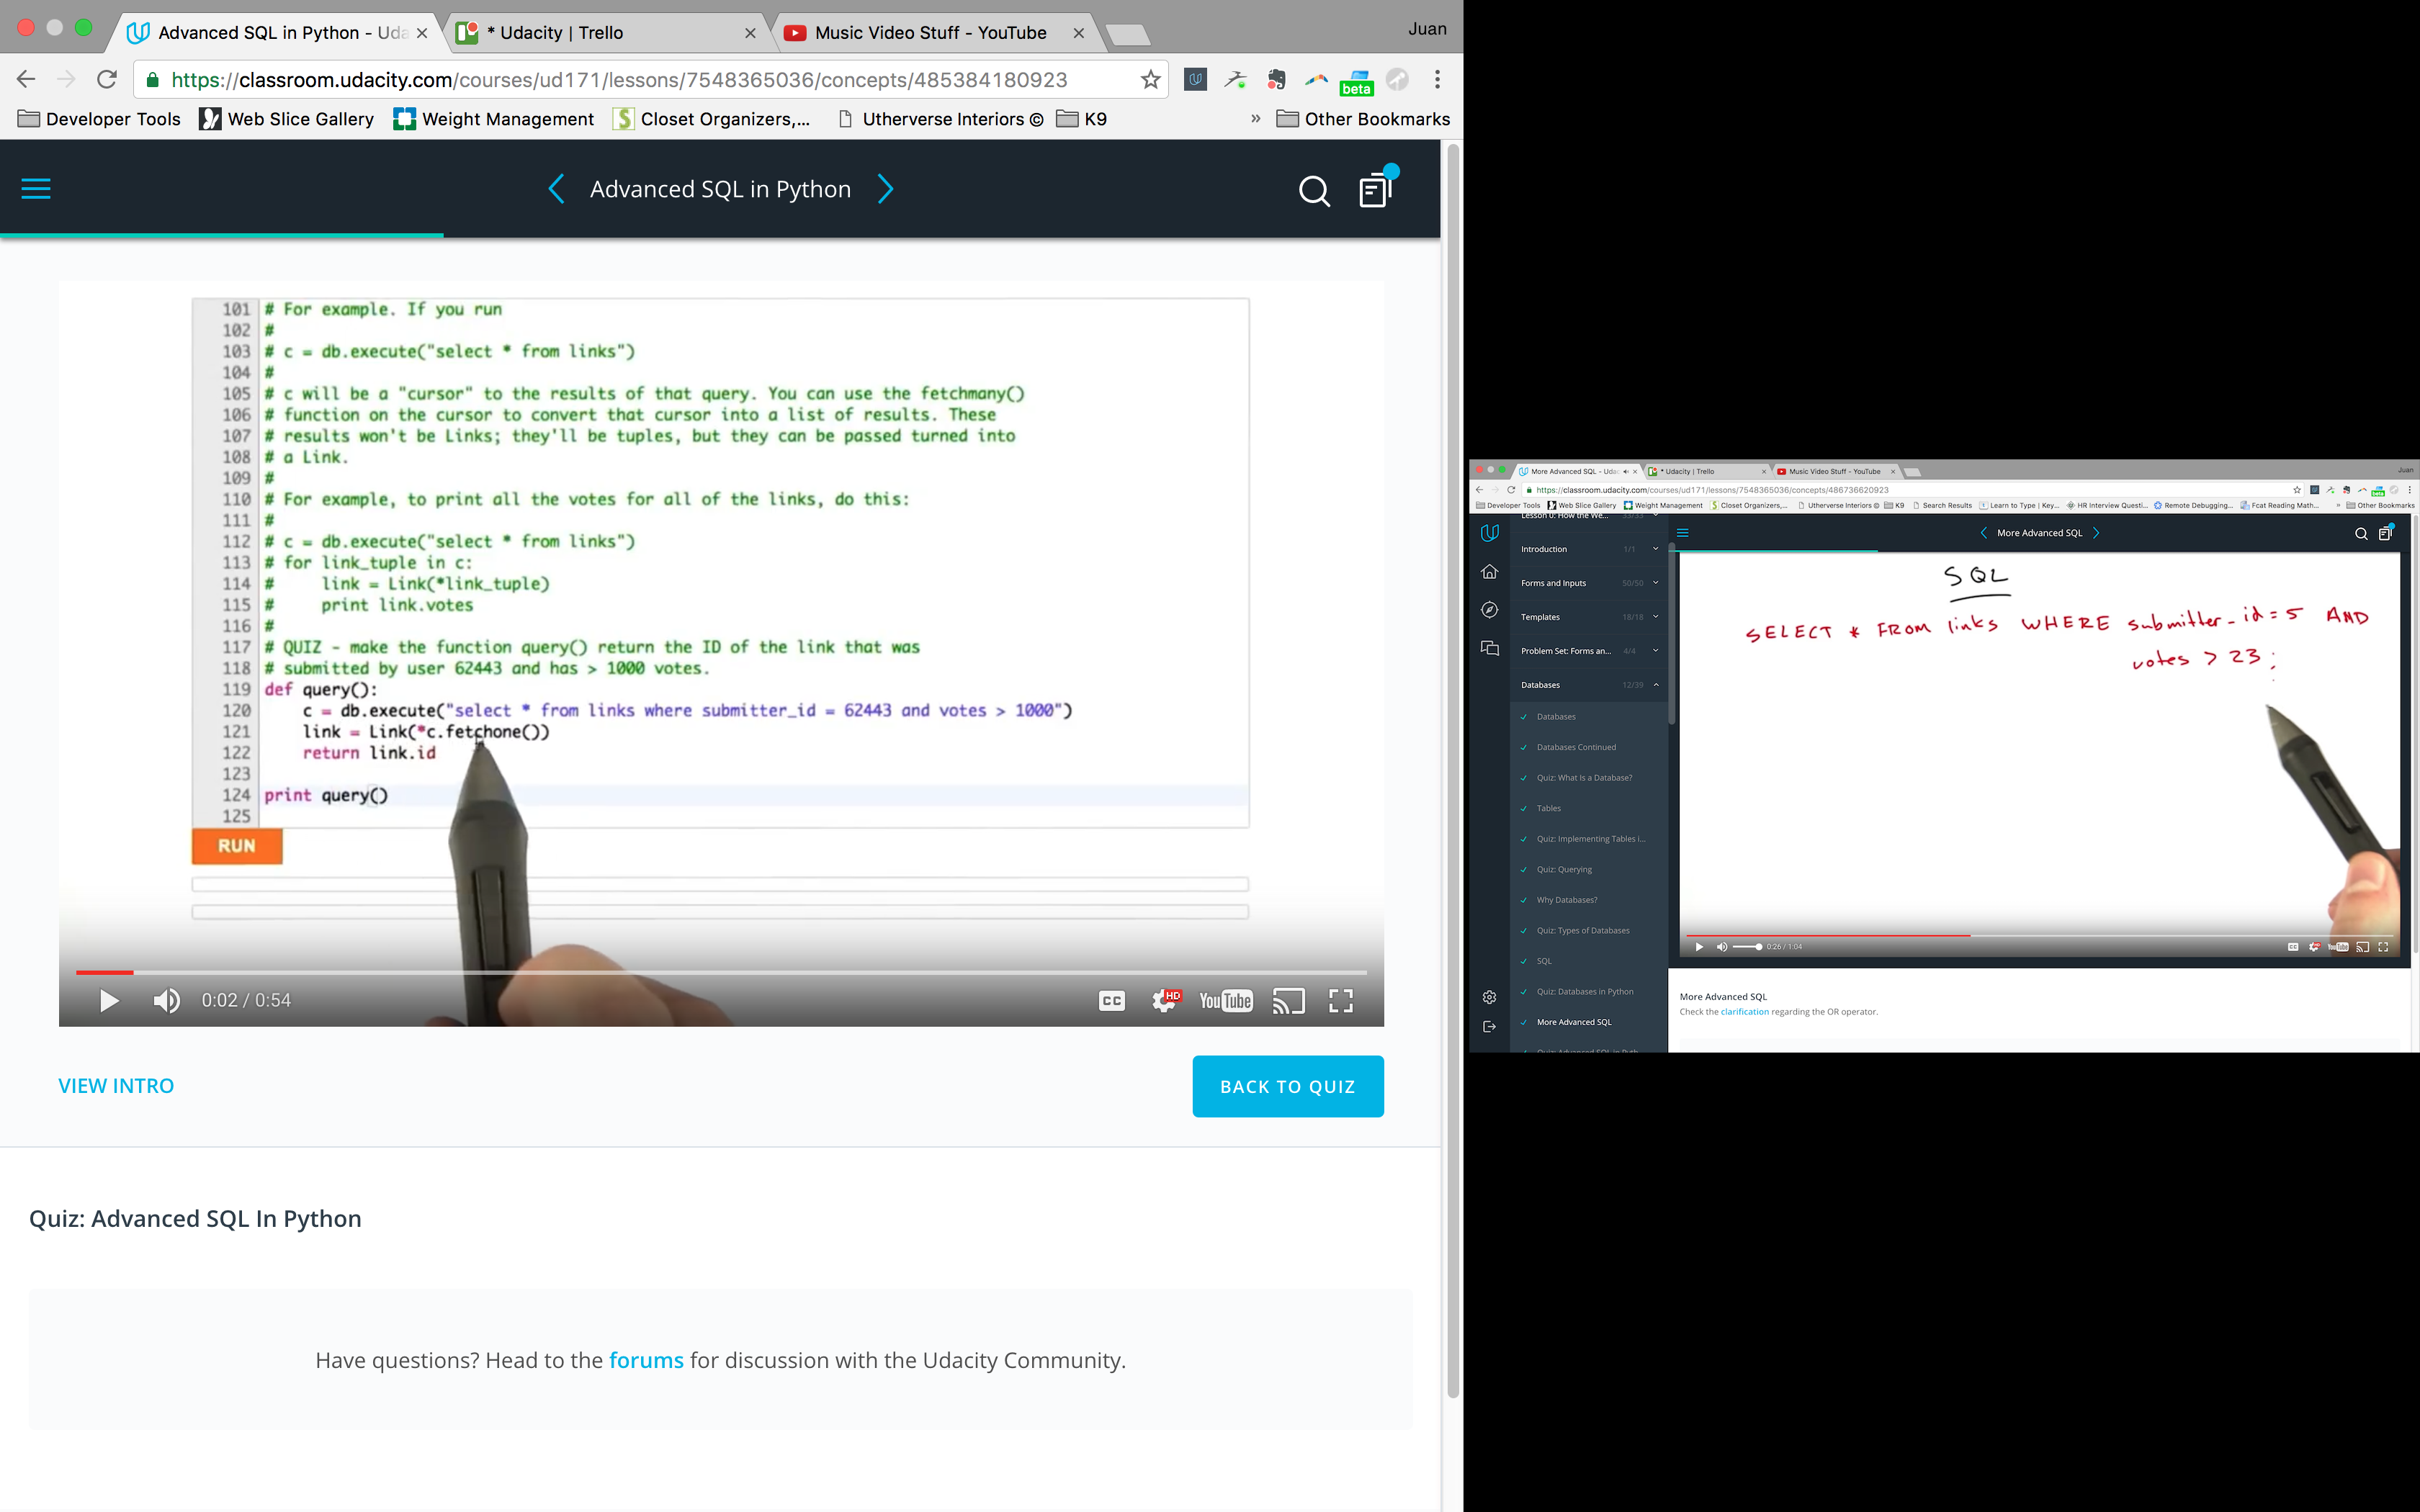 Advanced SQL in Python - Uda
* Udacity | Trello
Music Video Stuff - YouTube
Juan
https://classroom.udacity.com/courses/ud171/lessons/7548365036/concepts/485384180923
beta
Developer Tools
Web Slice Gallery
Weight Management
Closet Organizers,...
Utherverse Interiors ©
K9
»
Other Bookmarks
Advanced SQL in Python
101 # For example. If you run
102 #
103 # c = db.execute("select * from links")
104 #
105 # c will be a "cursor" to the results of that query. You can use the fetchmany()
106 # function on the cursor to convert that cursor into a list of results. These
107 # results won't be Links; they'll be tuples, but they can be passed turned into
108 # a Link.
109 #
110 # For example, to print all the votes for all of the links, do this:
111 #
112 # c = db.execute("select * from links")
113 # for link_tuple in c:
114 #     link = Link(*link_tuple)
115 #     print link.votes
116 #
117 # QUIZ - make the function query() return the ID of the link that was
118 # submitted by user 62443 and has > 1000 votes.
119 def query():
120     c = db.execute("select * from links where submitter_id = 62443 and votes > 1000")
121     link = Link(*c.fetchone())
122     return link.id
123
124 print query()
125
RUN
0:02 / 0:54
CC
HD
YouTube
VIEW INTRO
BACK TO QUIZ
Quiz: Advanced SQL In Python
Have questions? Head to the forums for discussion with the Udacity Community.
More Advanced SQL - Udac
* Udacity | Trello
Music Video Stuff - YouTube
Juan
https://classroom.udacity.com/courses/ud171/lessons/7548365036/concepts/486736620923
Developer Tools
Web Slice Gallery
Weight Management
Closet Organizers,...
Utherverse Interiors ©
K9
Search Results
Learn to Type | Key...
HR Interview Questi...
Remote Debugging...
Fcat Reading Math...
»
Other Bookmarks
Lesson 0: How the We...
Introduction 1/1
Forms and Inputs 50/50
Templates 18/18
Problem Set: Forms an... 4/4
Databases 12/39
Databases
Databases Continued
Quiz: What Is a Database?
Tables
Quiz: Implementing Tables i...
Quiz: Querying
Why Databases?
Quiz: Types of Databases
SQL
Quiz: Databases in Python
More Advanced SQL
More Advanced SQL
SQL
SELECT * FROM links WHERE submitter_id = 5 AND
votes > 23;
0:26 / 1:04
CC
YouTube
More Advanced SQL
Check the clarification regarding the OR operator.